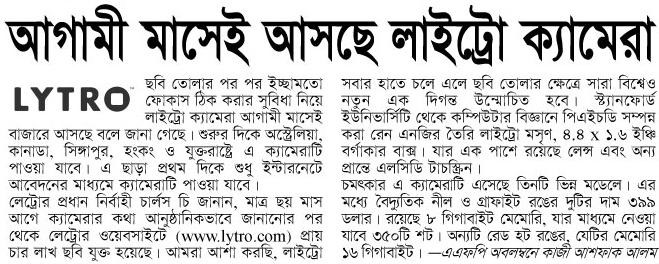 আগামী মাসেই আসছে লাইট্রো ক্যামেরা
LYTRO
ছবি তোলার পর পর ইচ্ছামতো
ফোকাস ঠিক করার সুবিধা নিয়ে
লাইট্রো ক্যামেরা আগামী মাসেই
বাজারে আসছে বলে জানা গেছে। শুরুর দিকে অস্ট্রেলিয়া,
কানাডা, সিঙ্গাপুর, হংকং ও যুক্তরাষ্ট্রে এ ক্যামেরাটি
পাওয়া যাবে। এ ছাড়া প্রথম দিকে শুধু ইন্টারনেটে
আবেদনের মাধ্যমে ক্যামেরাটি পাওয়া যাবে।
লেট্রোর প্রধান নির্বাহী চার্লস চি জানান, মাত্র ছয় মাস
আগে ক্যামেরার কথা আনুষ্ঠানিকভাবে জানানোর পর
থেকে লেট্রোর ওয়েবসাইটে (www.lytro.com) প্রায়
চার লাখ ছবি যুক্ত হয়েছে। আমরা আশা করছি, লাইট্রো
সবার হাতে চলে এলে ছবি তোলার ক্ষেত্রে সারা বিশ্বেও
নতুন এক দিগন্ত উন্মোচিত হবে। স্ট্যানফোর্ড
ইউনিভার্সিটি থেকে কম্পিউটার বিজ্ঞানে পিএইচডি সম্পন্ন
করা রেন এনজির তৈরি লাইট্রো মসৃণ, ৪.৪ x ১.৬ ইঞ্চি
বর্গাকার বাক্স। যার এক পাশে রয়েছে লেন্স এবং অন্য
প্রান্তে এলসিডি টাচস্ক্রিন।
চমৎকার এ ক্যামেরাটি এসেছে তিনটি ভিন্ন মডেলে। এর
মধ্যে বৈদ্যুতিক নীল ও গ্রাফাইট রঙের দুটির দাম ৩৯৯
ডলার। রয়েছে ৮ গিগাবাইট মেমোরি, যার মাধ্যমে নেওয়া
যাবে ৩৫০টি শট। অন্যটি রেড হট রঙের, যেটির মেমোরি
১৬ গিগাবাইট। —এএফপি অবলম্বনে কাজী আশফাক আলম